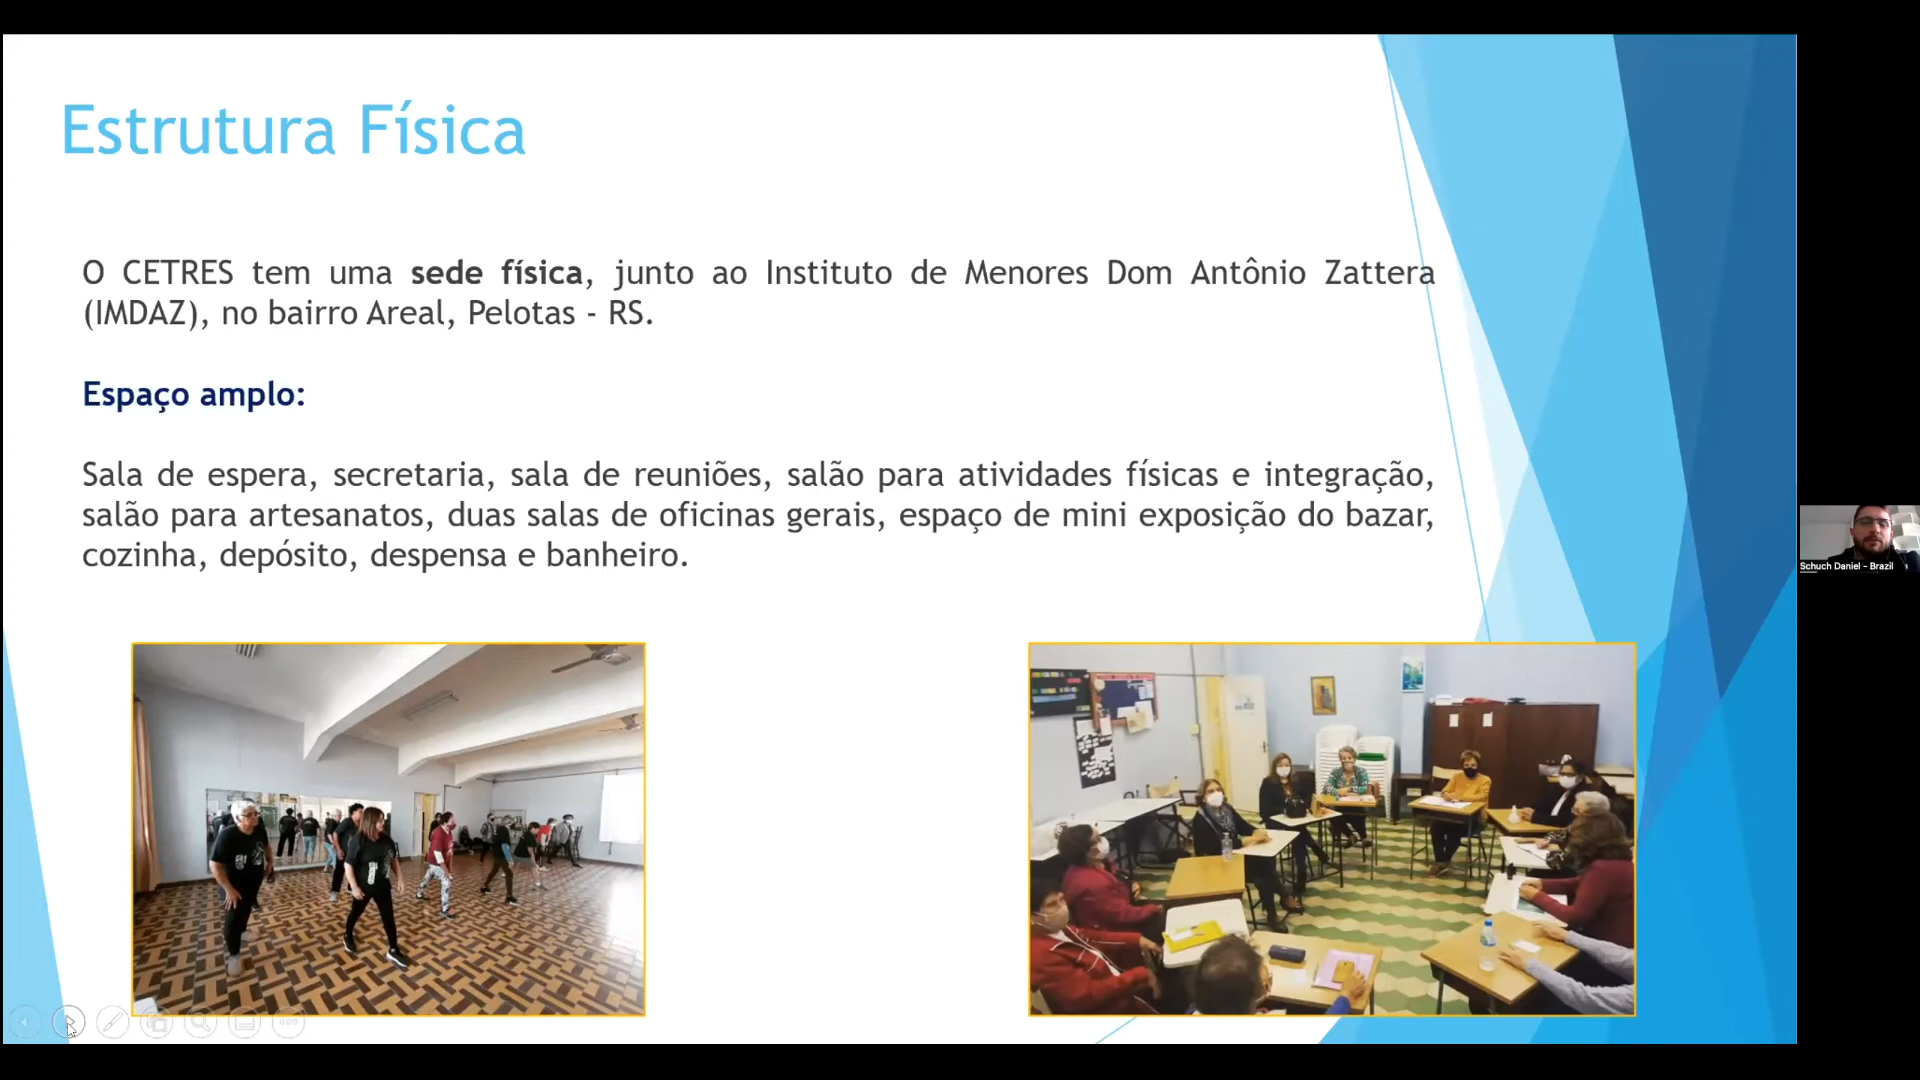 Estrutura Física
O CETRES tem uma sede física, junto ao Instituto de Menores Dom Antônio Zattera
(IMDAZ), no bairro Areal, Pelotas - RS.
Espaço amplo:
Sala de espera, secretaria, sala de reuniões, salão para atividades físicas e integração,
salão para artesanatos, duas salas de oficinas gerais, espaço de mini exposição do bazar,
cozinha, depósito, despensa e banheiro.
Schuch Daniel - Brazil